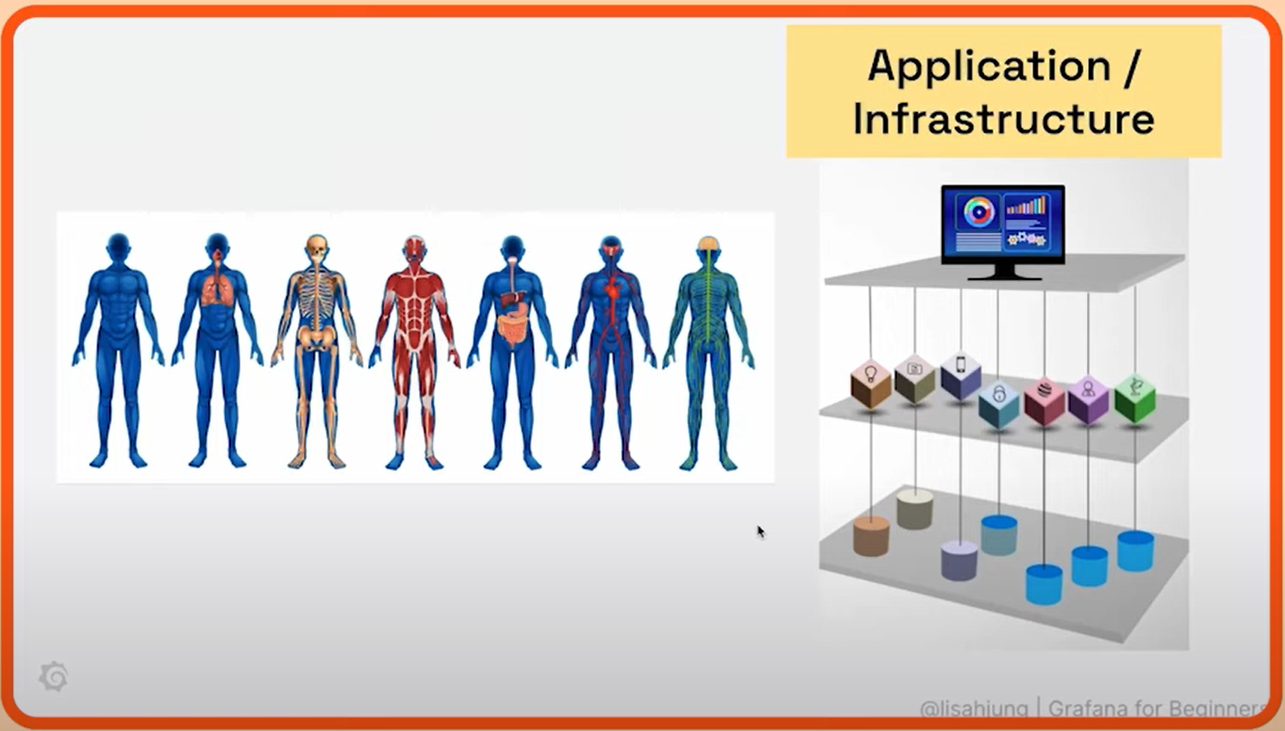 Application /
Infrastructure
@lisahjung | Grafana for Beginners